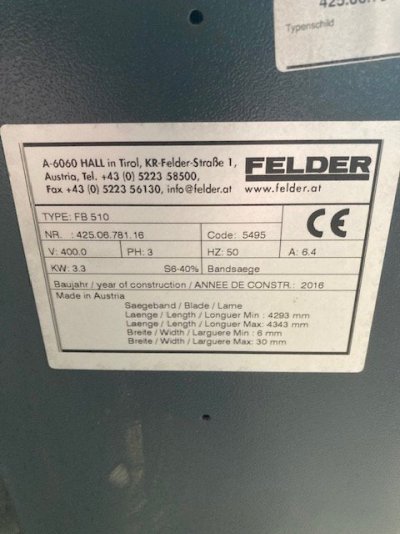 Typenschild
A-6060 HALL in Tirol, KR-Felder-Straße 1,
Austria, Tel. +43 (0) 5223 58500,
Fax +43 (0) 5223 56130, info@felder.at
FELDER
www.felder.at
TYPE: FB 510
NR. : 425.06.781.16 Code: 5495
CE
V: 400.0 PH: 3 HZ: 50 A: 6.4
KW: 3.3 S6-40% Bandsaege
Baujahr / year of construction / ANNEE DE CONSTR.: 2016
Made in Austria
Saegeband / Blade / Lame
Laenge / Length / Longuer Min : 4293 mm
Laenge / Length / Longuer Max: 4343 mm
Breite / Width / Larguere Min : 6 mm
Breite / Width / Larguere Max: 30 mm